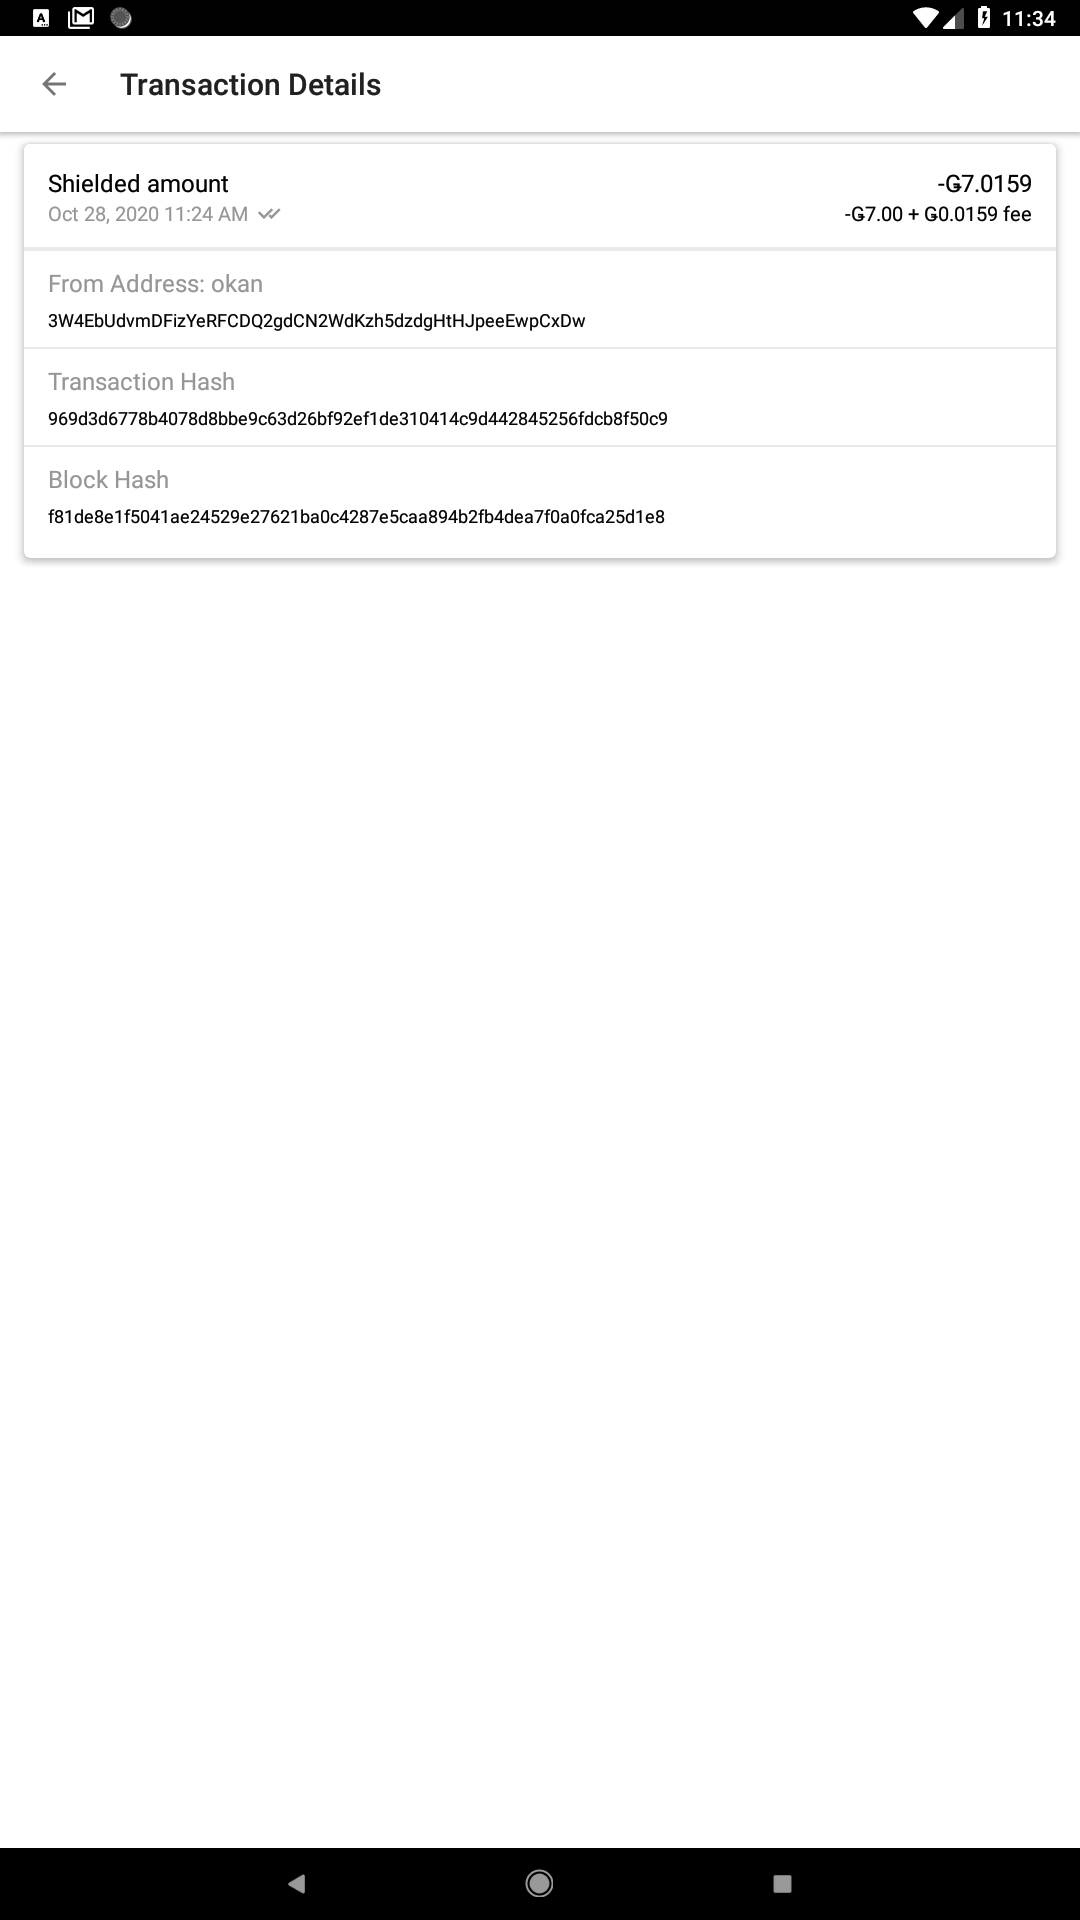 11:34
Transaction Details
Shielded amount
-Ǥ7.0159
Oct 28, 2020 11:24 AM
-Ǥ7.00 + Ǥ0.0159 fee
From Address: okan
3W4EbUdvmDFizYeRFCDQ2gdCN2WdKzh5dzdgHtHJpeeEwpCxDw
Transaction Hash
969d3d6778b4078d8bbe9c63d26bf92ef1de310414c9d442845256fdcb8f50c9
Block Hash
f81de8e1f5041ae24529e27621ba0c4287e5caa894b2fb4dea7f0a0fca25d1e8